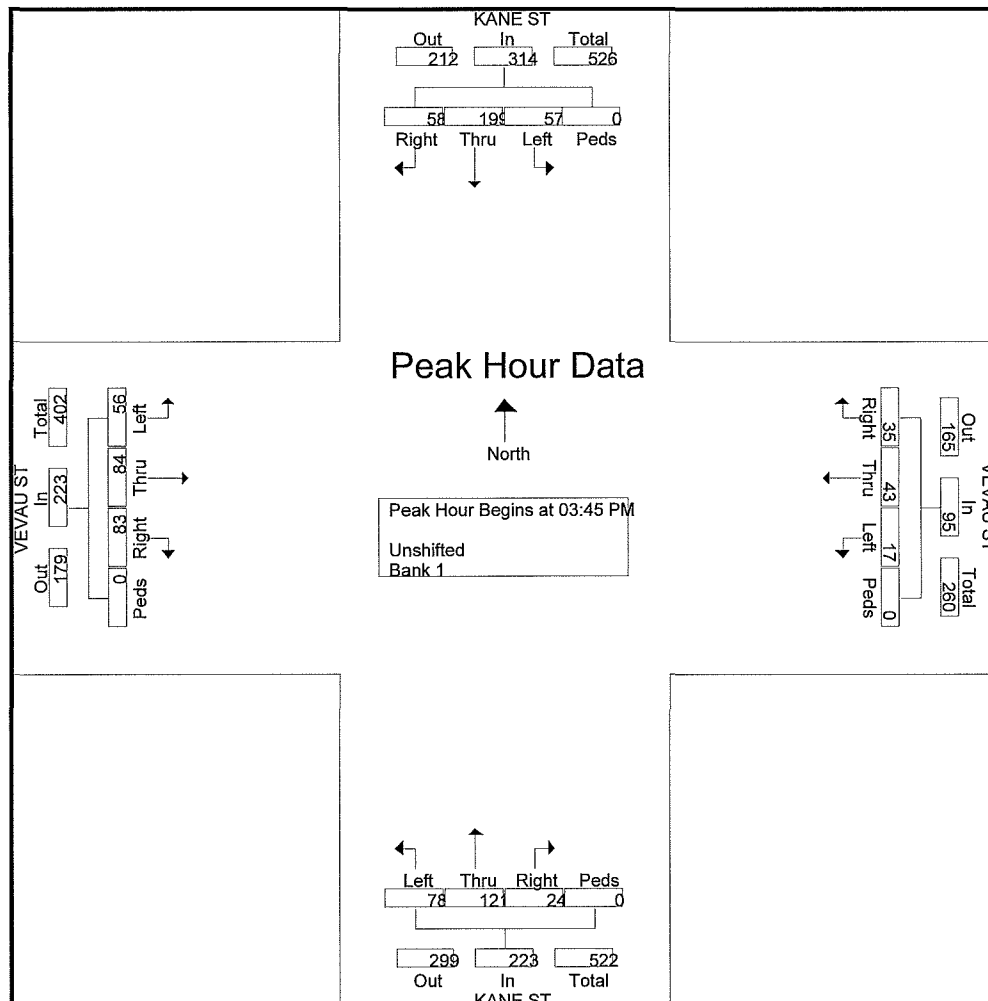 KANE ST
Out In Total
212 314 526
58 199 57 0
Right Thru Left Peds
Peak Hour Data
North
Peak Hour Begins at 03:45 PM
Unshifted
Bank 1
VEVAU ST
Out In Total
179 223 402
Left Thru Right Peds
56 84 83 0
Out In Total
165 95 260
Right Thru Left Peds
35 43 17 0
VEVAU ST
Left Thru Right Peds
78 121 24 0
299 223 522
Out In Total
KANE ST